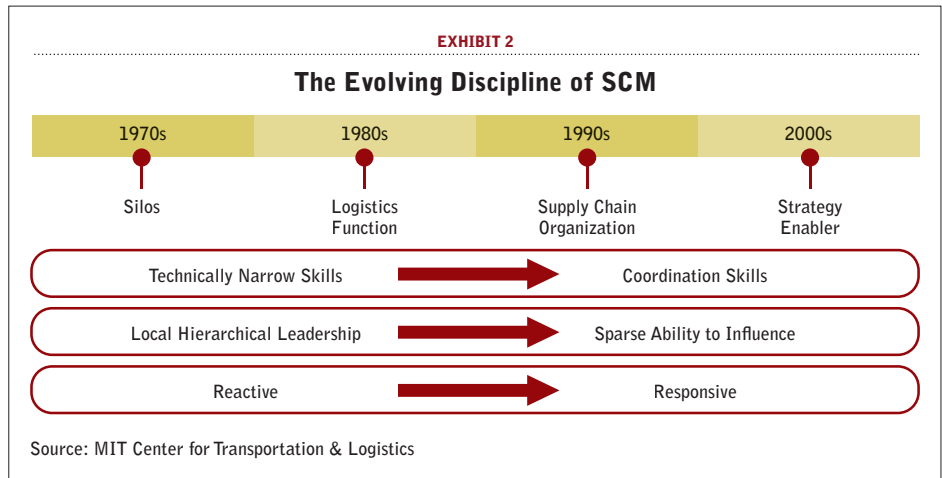 EXHIBIT 2
The Evolving Discipline of SCM
1970s 1980s 1990s 2000s
Silos Logistics Supply Chain Strategy
Function Organization Enabler
Technically Narrow Skills Coordination Skills
Local Hierarchical Leadership Sparse Ability to Influence
Reactive Responsive
Source: MIT Center for Transportation & Logistics